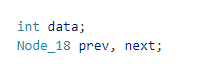 int data;
Node_18 prev, next;